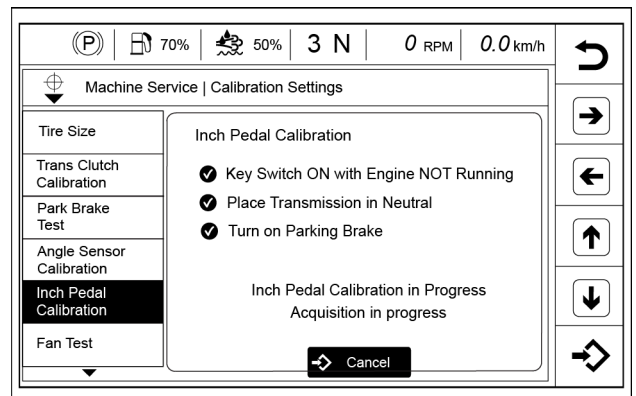 (P) 70% 50% 3 N 0 RPM 0.0 km/h
Machine Service | Calibration Settings
Tire Size
Trans Clutch
Calibration
Park Brake
Test
Angle Sensor
Calibration
Inch Pedal
Calibration
Fan Test
Inch Pedal Calibration
Key Switch ON with Engine NOT Running
Place Transmission in Neutral
Turn on Parking Brake
Inch Pedal Calibration in Progress
Acquisition in progress
Cancel